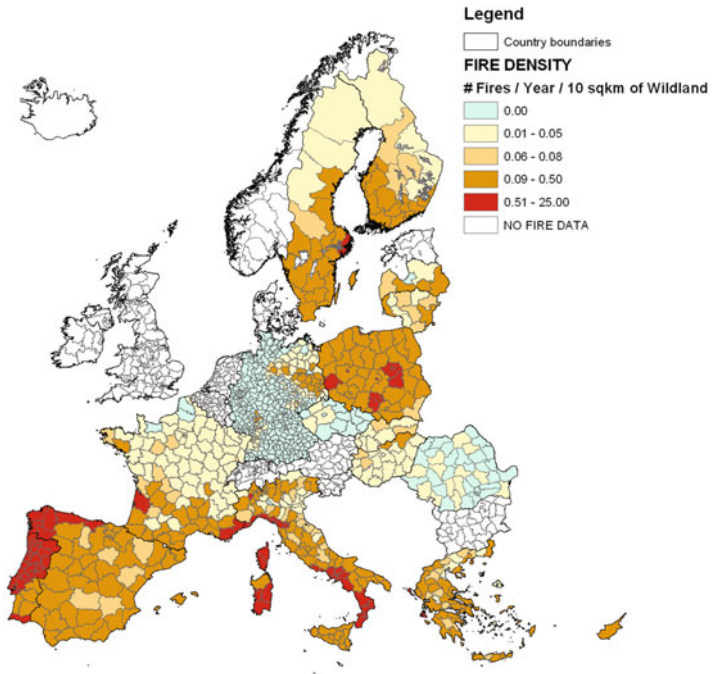 Legend
Country boundaries
FIRE DENSITY
# Fires / Year / 10 sqkm of Wildland
0.00
0.01 - 0.05
0.06 - 0.08
0.09 - 0.50
0.51 - 25.00
NO FIRE DATA